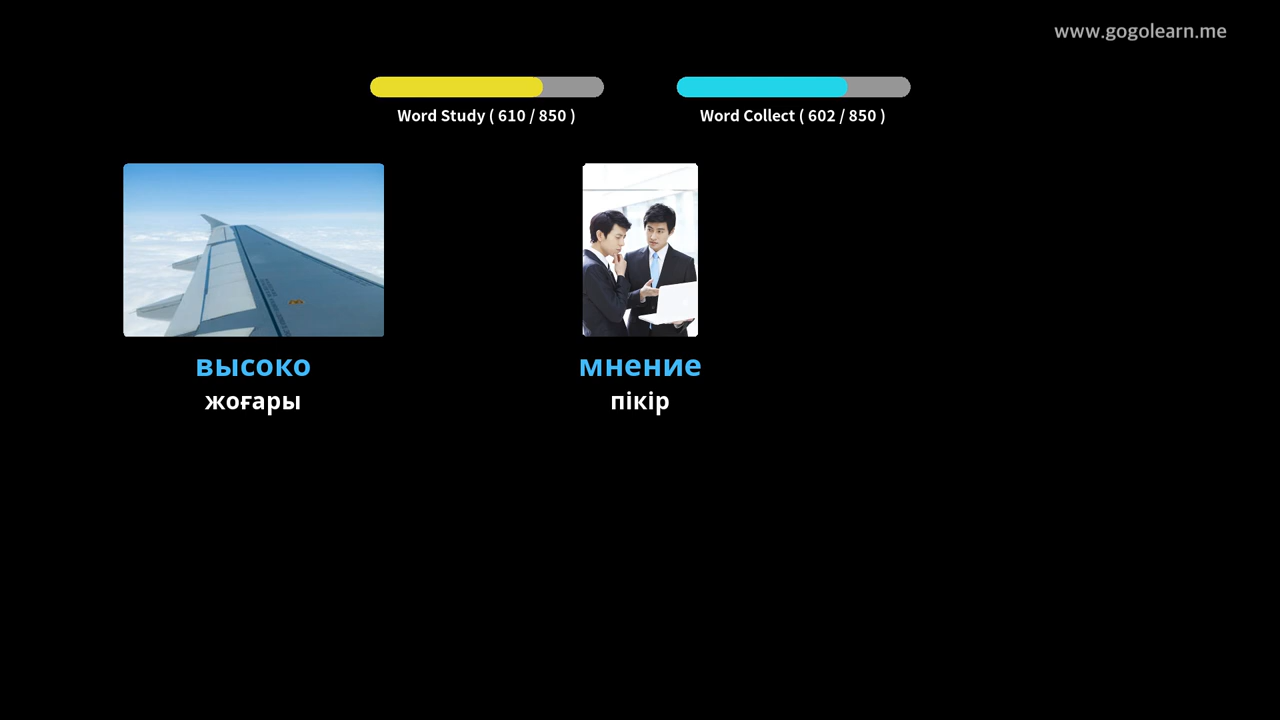 www.gogolearn.me
Word Study ( 610 / 850 )
Word Collect ( 602 / 850 )
высоко
жоғары
мнение
пікір